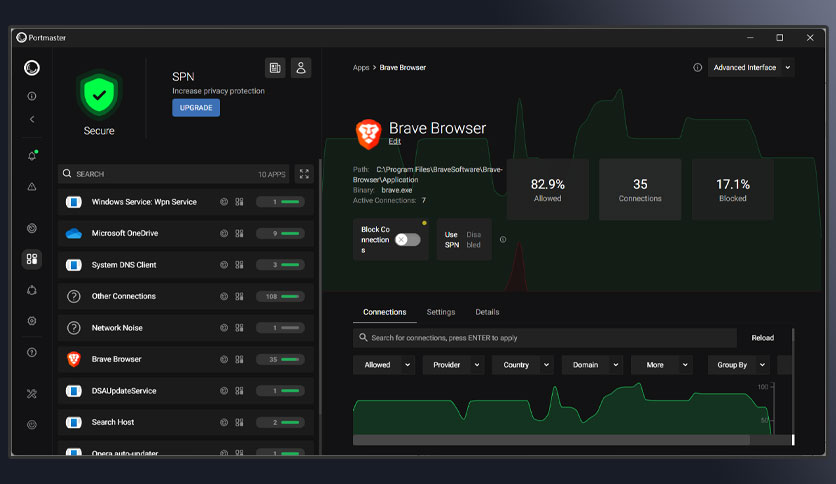 Portmaster
SPN
Increase privacy protection
UPGRADE
Secure
SEARCH
10 APPS
Windows Service: Wpn Service
1
Microsoft OneDrive
9
System DNS Client
3
Other Connections
108
Network Noise
1
Brave Browser
35
DSAUpdateService
1
Search Host
2
Opera auto-updater
1
Apps > Brave Browser
Advanced Interface
Brave Browser
Edit
Path: C:\Program Files\BraveSoftware\Brave-
Browser\Application
Binary: brave.exe
Active Connections: 7
82.9%
Allowed
35
Connections
17.1%
Blocked
Block Co
nnection
s
Use Disa
SPN bled
Connections
Settings
Details
Search for connections, press ENTER to apply
Reload
Allowed
Provider
Country
Domain
More
Group By
100
50